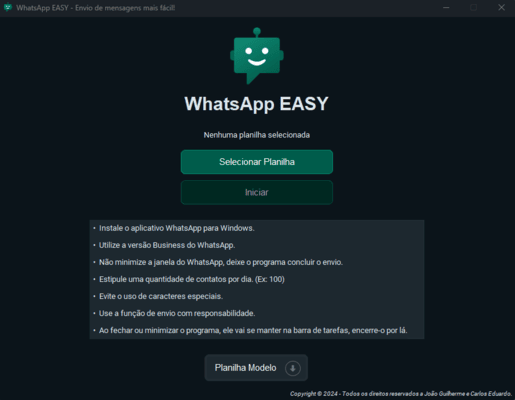 WhatsApp EASY - Envio de mensagens mais fácil!
WhatsApp EASY
Nenhuma planilha selecionada
Selecionar Planilha
Iniciar
• Instale o aplicativo WhatsApp para Windows.
• Utilize a versão Business do WhatsApp.
• Não minimize a janela do WhatsApp, deixe o programa concluir o envio.
• Estipule uma quantidade de contatos por dia. (Ex: 100)
• Evite o uso de caracteres especiais.
• Use a função de envio com responsabilidade.
• Ao fechar ou minimizar o programa, ele vai se manter na barra de tarefas, encerre-o por lá.
Planilha Modelo
Copyright © 2024 - Todos os direitos reservados a João Guilherme e Carlos Eduardo.